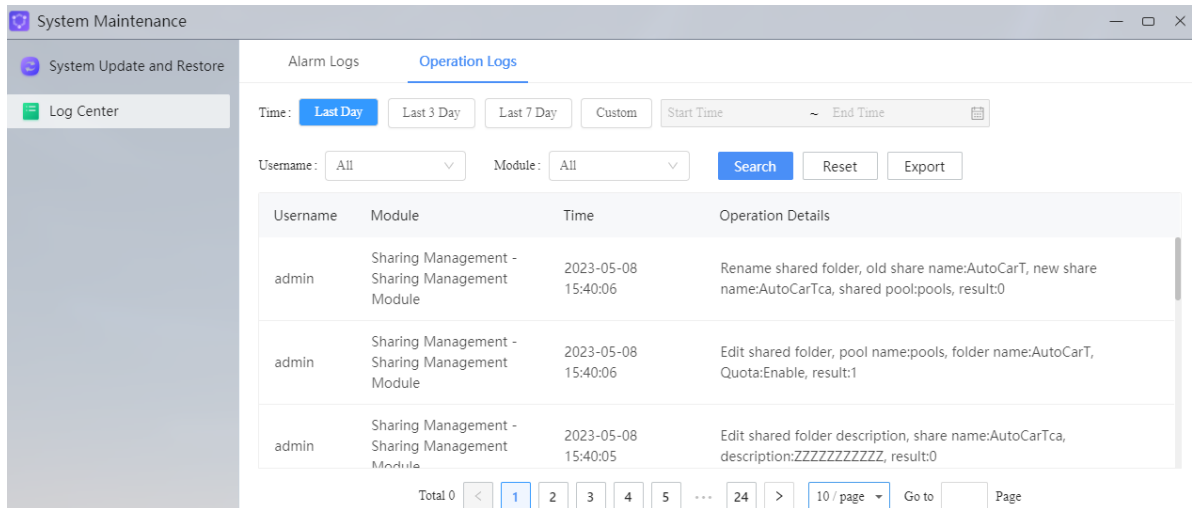 System Maintenance
System Update and Restore
Log Center
Alarm Logs
Operation Logs
Time :
Last Day
Last 3 Day
Last 7 Day
Custom
Start Time
~
End Time
Username :
All
Module :
All
Search
Reset
Export
Username
Module
Time
Operation Details
admin
Sharing Management -
Sharing Management
Module
2023-05-08
15:40:06
Rename shared folder, old share name:AutoCarT, new share
name:AutoCarTca, shared pool:pools, result:0
admin
Sharing Management -
Sharing Management
Module
2023-05-08
15:40:06
Edit shared folder, pool name:pools, folder name:AutoCarT,
Quota:Enable, result:1
admin
Sharing Management -
Sharing Management
Module
2023-05-08
15:40:05
Edit shared folder description, share name:AutoCarTca,
description:ZZZZZZZZZZZ, result:0
Total 0
<
1
2
3
4
5
•••
24
>
10 / page
Go to
Page